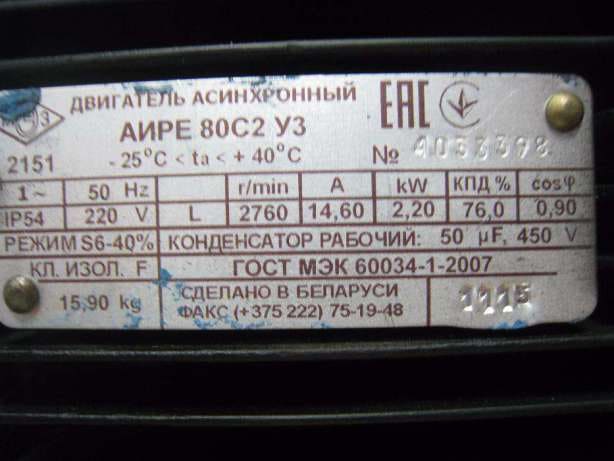 ДВИГАТЕЛЬ АСИНХРОННЫЙ
EAC
З
АИРЕ 80С2 У3
2151
- 25°C < ta < + 40°C
№ 4033398
1 ~ 50 Hz r/min A kW КПД % cosφ
IP54 220 V L 2760 14,60 2,20 76,0 0,90
РЕЖИМ S6-40% КОНДЕНСАТОР РАБОЧИЙ: 50 µF, 450 V
КЛ. ИЗОЛ. F ГОСТ МЭК 60034-1-2007
15,90 kg СДЕЛАНО В БЕЛАРУСИ
ФАКС (+375 222) 75-19-48
1115